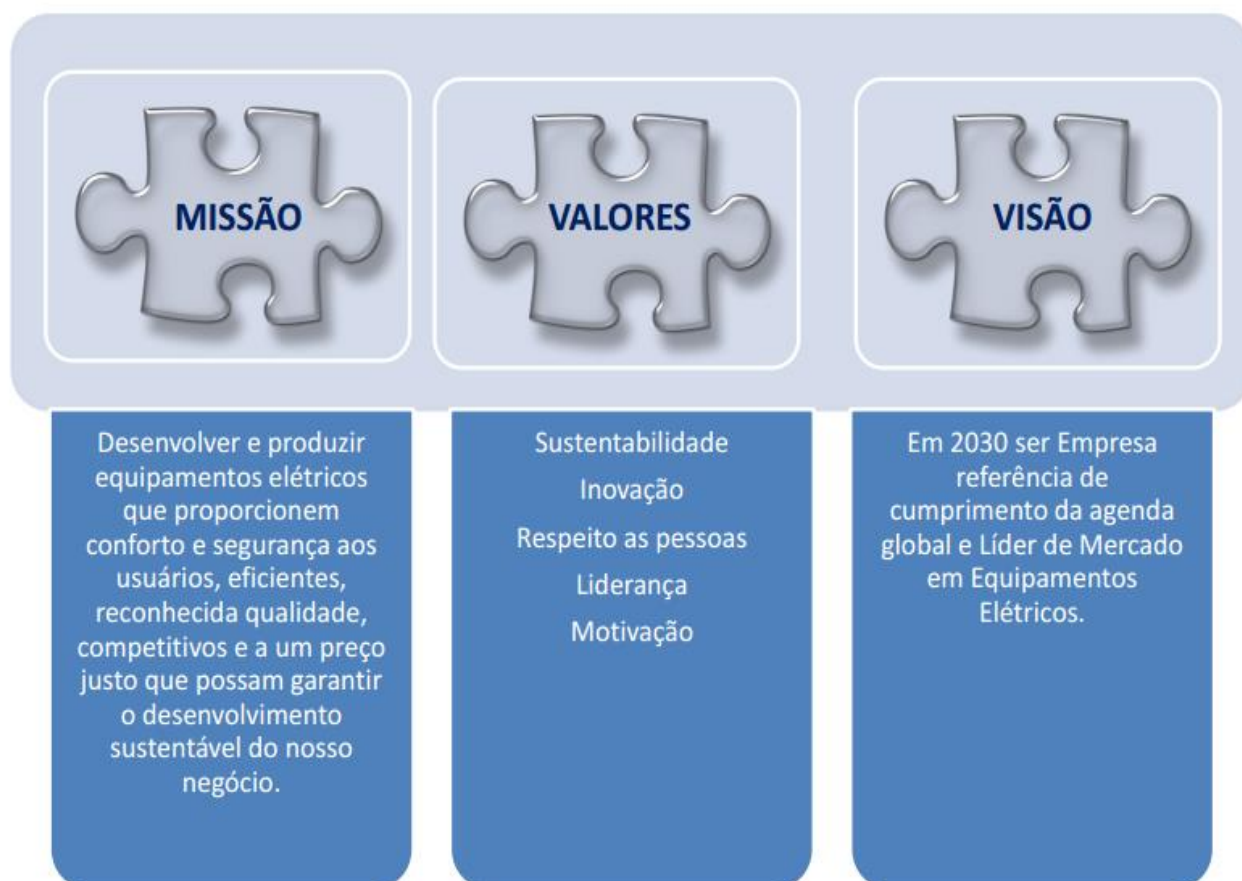 MISSÃO
Desenvolver e produzir
equipamentos elétricos
que proporcionem
conforto e segurança aos
usuários, eficientes,
reconhecida qualidade,
competitivos e a um preço
justo que possam garantir
o desenvolvimento
sustentável do nosso
negócio.
VALORES
Sustentabilidade
Inovação
Respeito as pessoas
Liderança
Motivação
VISÃO
Em 2030 ser Empresa
referência de
cumprimento da agenda
global e Líder de Mercado
em Equipamentos
Elétricos.